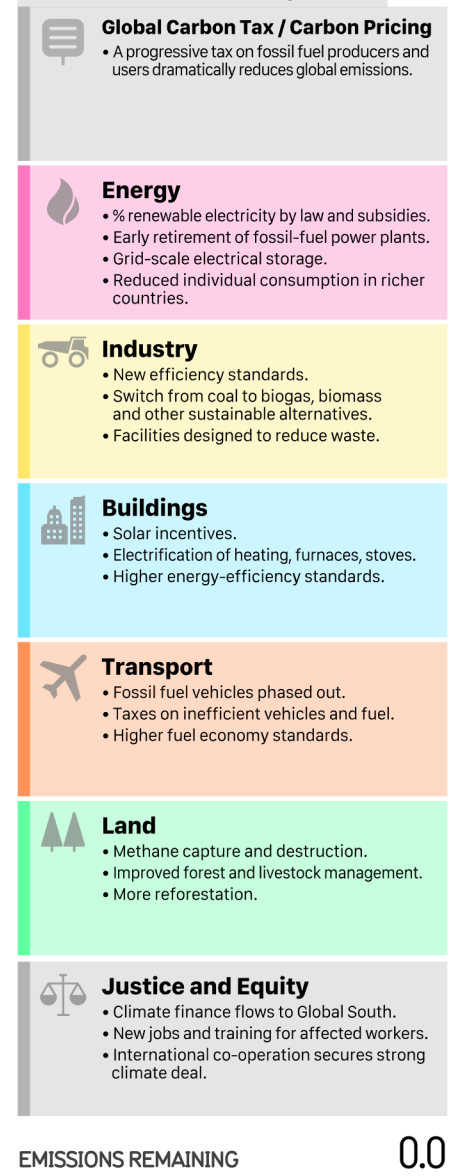 Global Carbon Tax / Carbon Pricing
• A progressive tax on fossil fuel producers and
users dramatically reduces global emissions.
Energy
• % renewable electricity by law and subsidies.
• Early retirement of fossil-fuel power plants.
• Grid-scale electrical storage.
• Reduced individual consumption in richer
countries.
Industry
• New efficiency standards.
• Switch from coal to biogas, biomass
and other sustainable alternatives.
• Facilities designed to reduce waste.
Buildings
• Solar incentives.
• Electrification of heating, furnaces, stoves.
• Higher energy-efficiency standards.
Transport
• Fossil fuel vehicles phased out.
• Taxes on inefficient vehicles and fuel.
• Higher fuel economy standards.
Land
• Methane capture and destruction.
• Improved forest and livestock management.
• More reforestation.
Justice and Equity
• Climate finance flows to Global South.
• New jobs and training for affected workers.
• International co-operation secures strong
climate deal.
EMISSIONS REMAINING 0.0